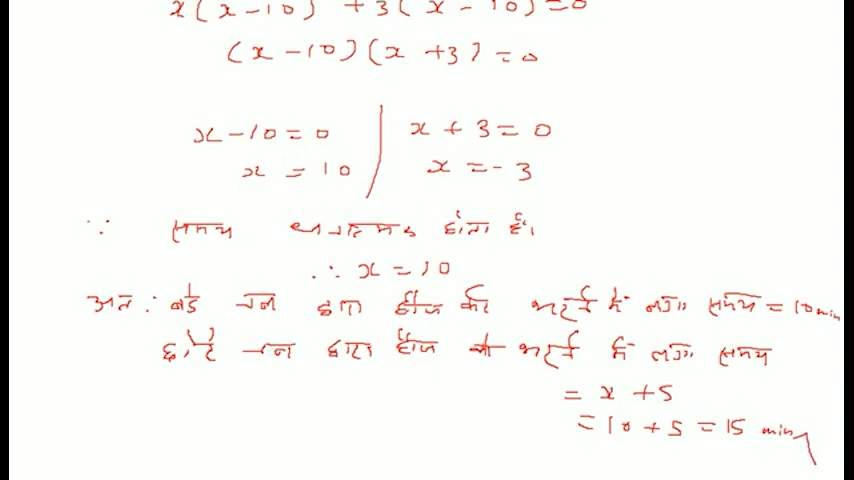 x(x-10) +3(x-10)=0
(x-10)(x+3)=0
x-10=0 | x+3=0
x=10 | x=-3
∵ समय धनात्मक होता है।
∴ x=10
अतः बड़े नल द्वारा हौज को भरने में लगा समय = 10 min
छोटे नल द्वारा हौज को भरने में लगा समय
= x+5
= 10+5 = 15 min